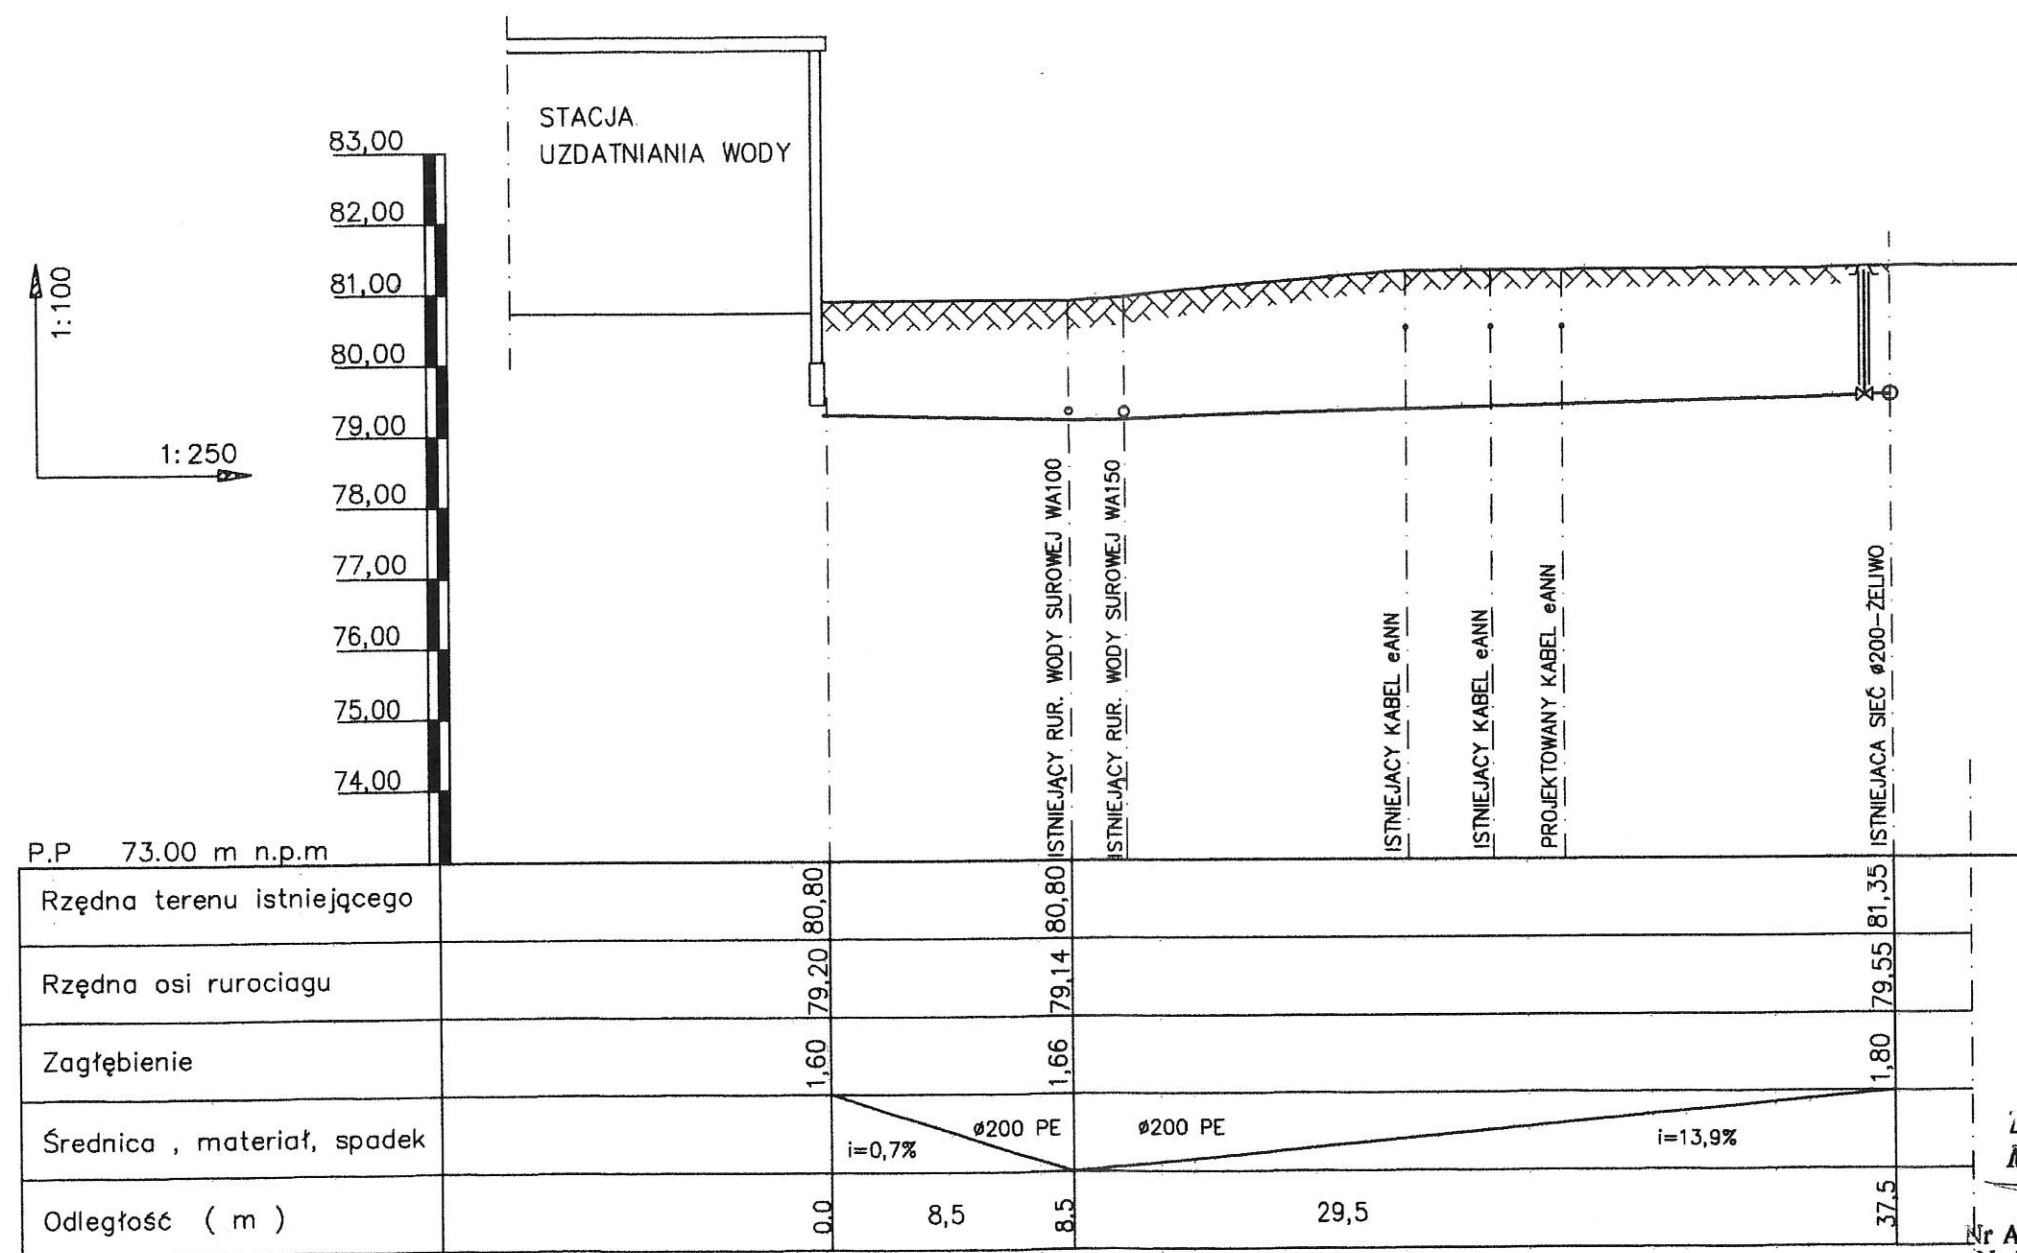 STACJA
UZDATNIANIA WODY
83,00
82,00
81,00
80,00
79,00
78,00
77,00
76,00
75,00
74,00
1:100
1:250
ISTNIEJĄCY RUR. WODY SUROWEJ WA100
ISTNIEJĄCY RUR. WODY SUROWEJ WA150
ISTNIEJACY KABEL eANN
ISTNIEJACY KABEL eANN
PROJEKTOWANY KABEL eANN
ISTNIEJACA SIEĆ ø200-ŻELIWO
P.P 73.00 m n.p.m
Rzędna terenu istniejącego 80,80 80,80 81,35
Rzędna osi rurociagu 79,20 79,14 79,55
Zagłębienie 1,60 1,66 1,80
Średnica , materiał, spadek i=0,7% ø200 PE ø200 PE i=13,9%
Odległość ( m ) 0,0 8,5 8,5 29,5 37,5
Nr A